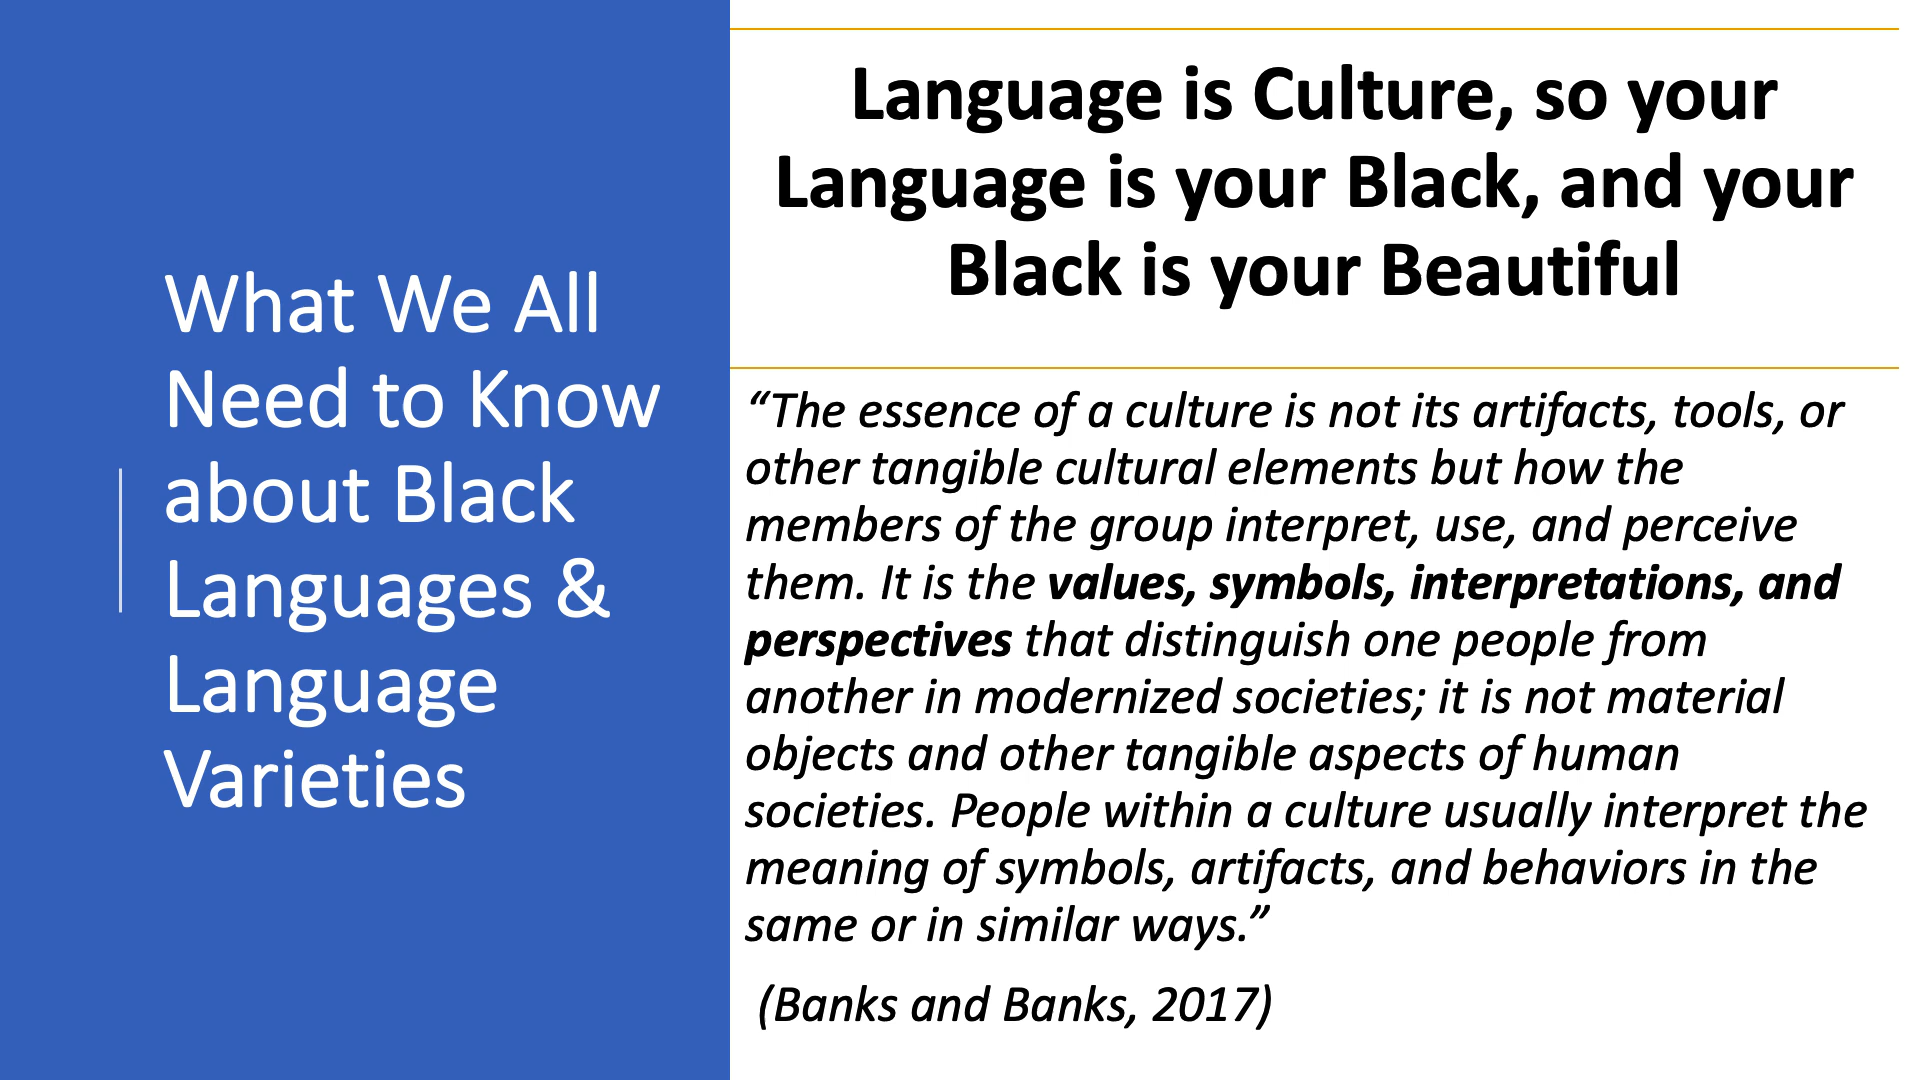 What We All
Need to Know
about Black
Languages &
Language
Varieties
Language is Culture, so your
Language is your Black, and your
Black is your Beautiful
“The essence of a culture is not its artifacts, tools, or
other tangible cultural elements but how the
members of the group interpret, use, and perceive
them. It is the values, symbols, interpretations, and
perspectives that distinguish one people from
another in modernized societies; it is not material
objects and other tangible aspects of human
societies. People within a culture usually interpret the
meaning of symbols, artifacts, and behaviors in the
same or in similar ways.”
(Banks and Banks, 2017)